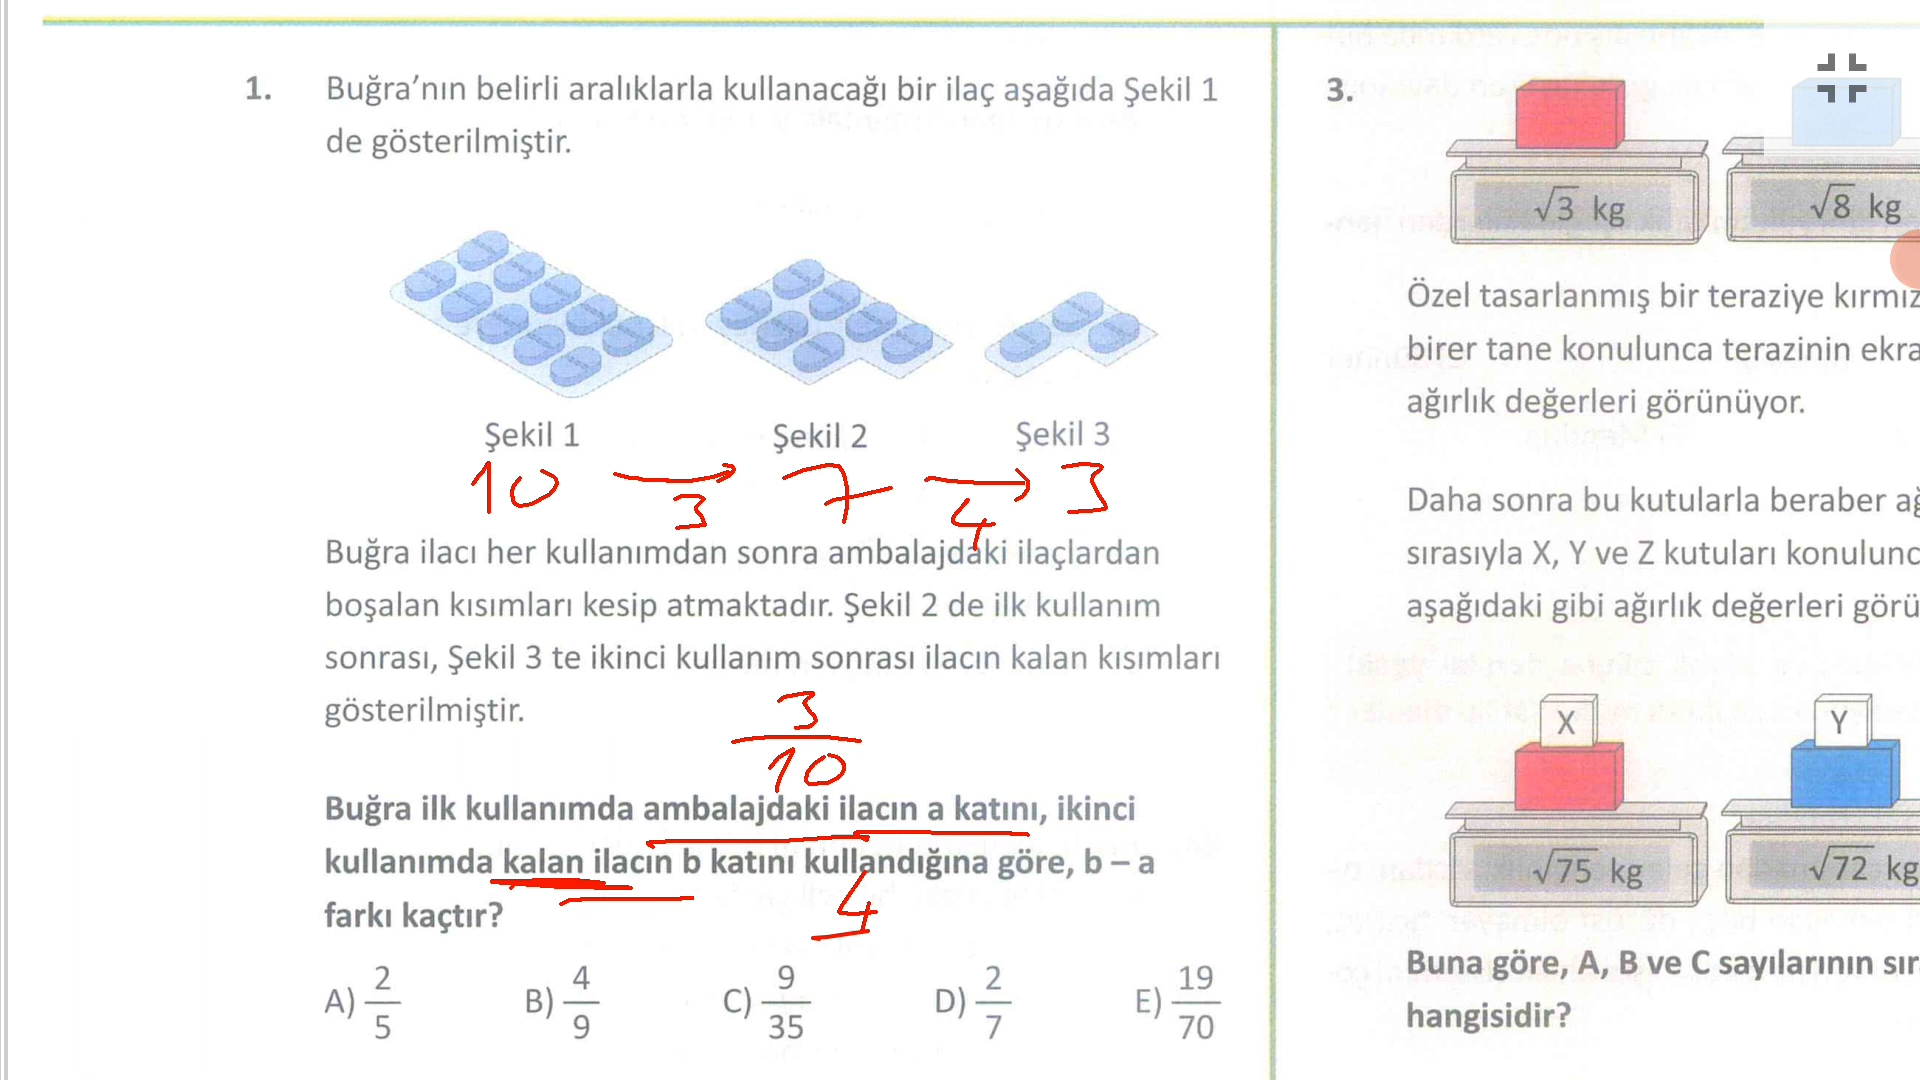 1. Buğra’nın belirli aralıklarla kullanacağı bir ilaç aşağıda Şekil 1
de gösterilmiştir.
Şekil 1 Şekil 2 Şekil 3
10 → 7 → 3
3 4
Buğra ilacı her kullanımdan sonra ambalajdaki ilaçlardan
boşalan kısımları kesip atmaktadır. Şekil 2 de ilk kullanım
sonrası, Şekil 3 te ikinci kullanım sonrası ilacın kalan kısımları
gösterilmiştir.
3
10
Buğra ilk kullanımda ambalajdaki ilacın a katını, ikinci
kullanımda kalan ilacın b katını kullandığına göre, b – a
farkı kaçtır?
4
A) 2/5 B) 4/9 C) 9/35 D) 2/7 E) 19/70
3.
√3 kg √8 kg
Özel tasarlanmış bir teraziye
birer tane konulunca terazinin
ağırlık değerleri görünüyor.
Daha sonra bu kutularla beraber
sırasıyla X, Y ve Z kutuları
aşağıdaki gibi ağırlık değerleri
X Y
√75 kg √72 kg
Buna göre, A, B ve C sayılarının
hangisidir?